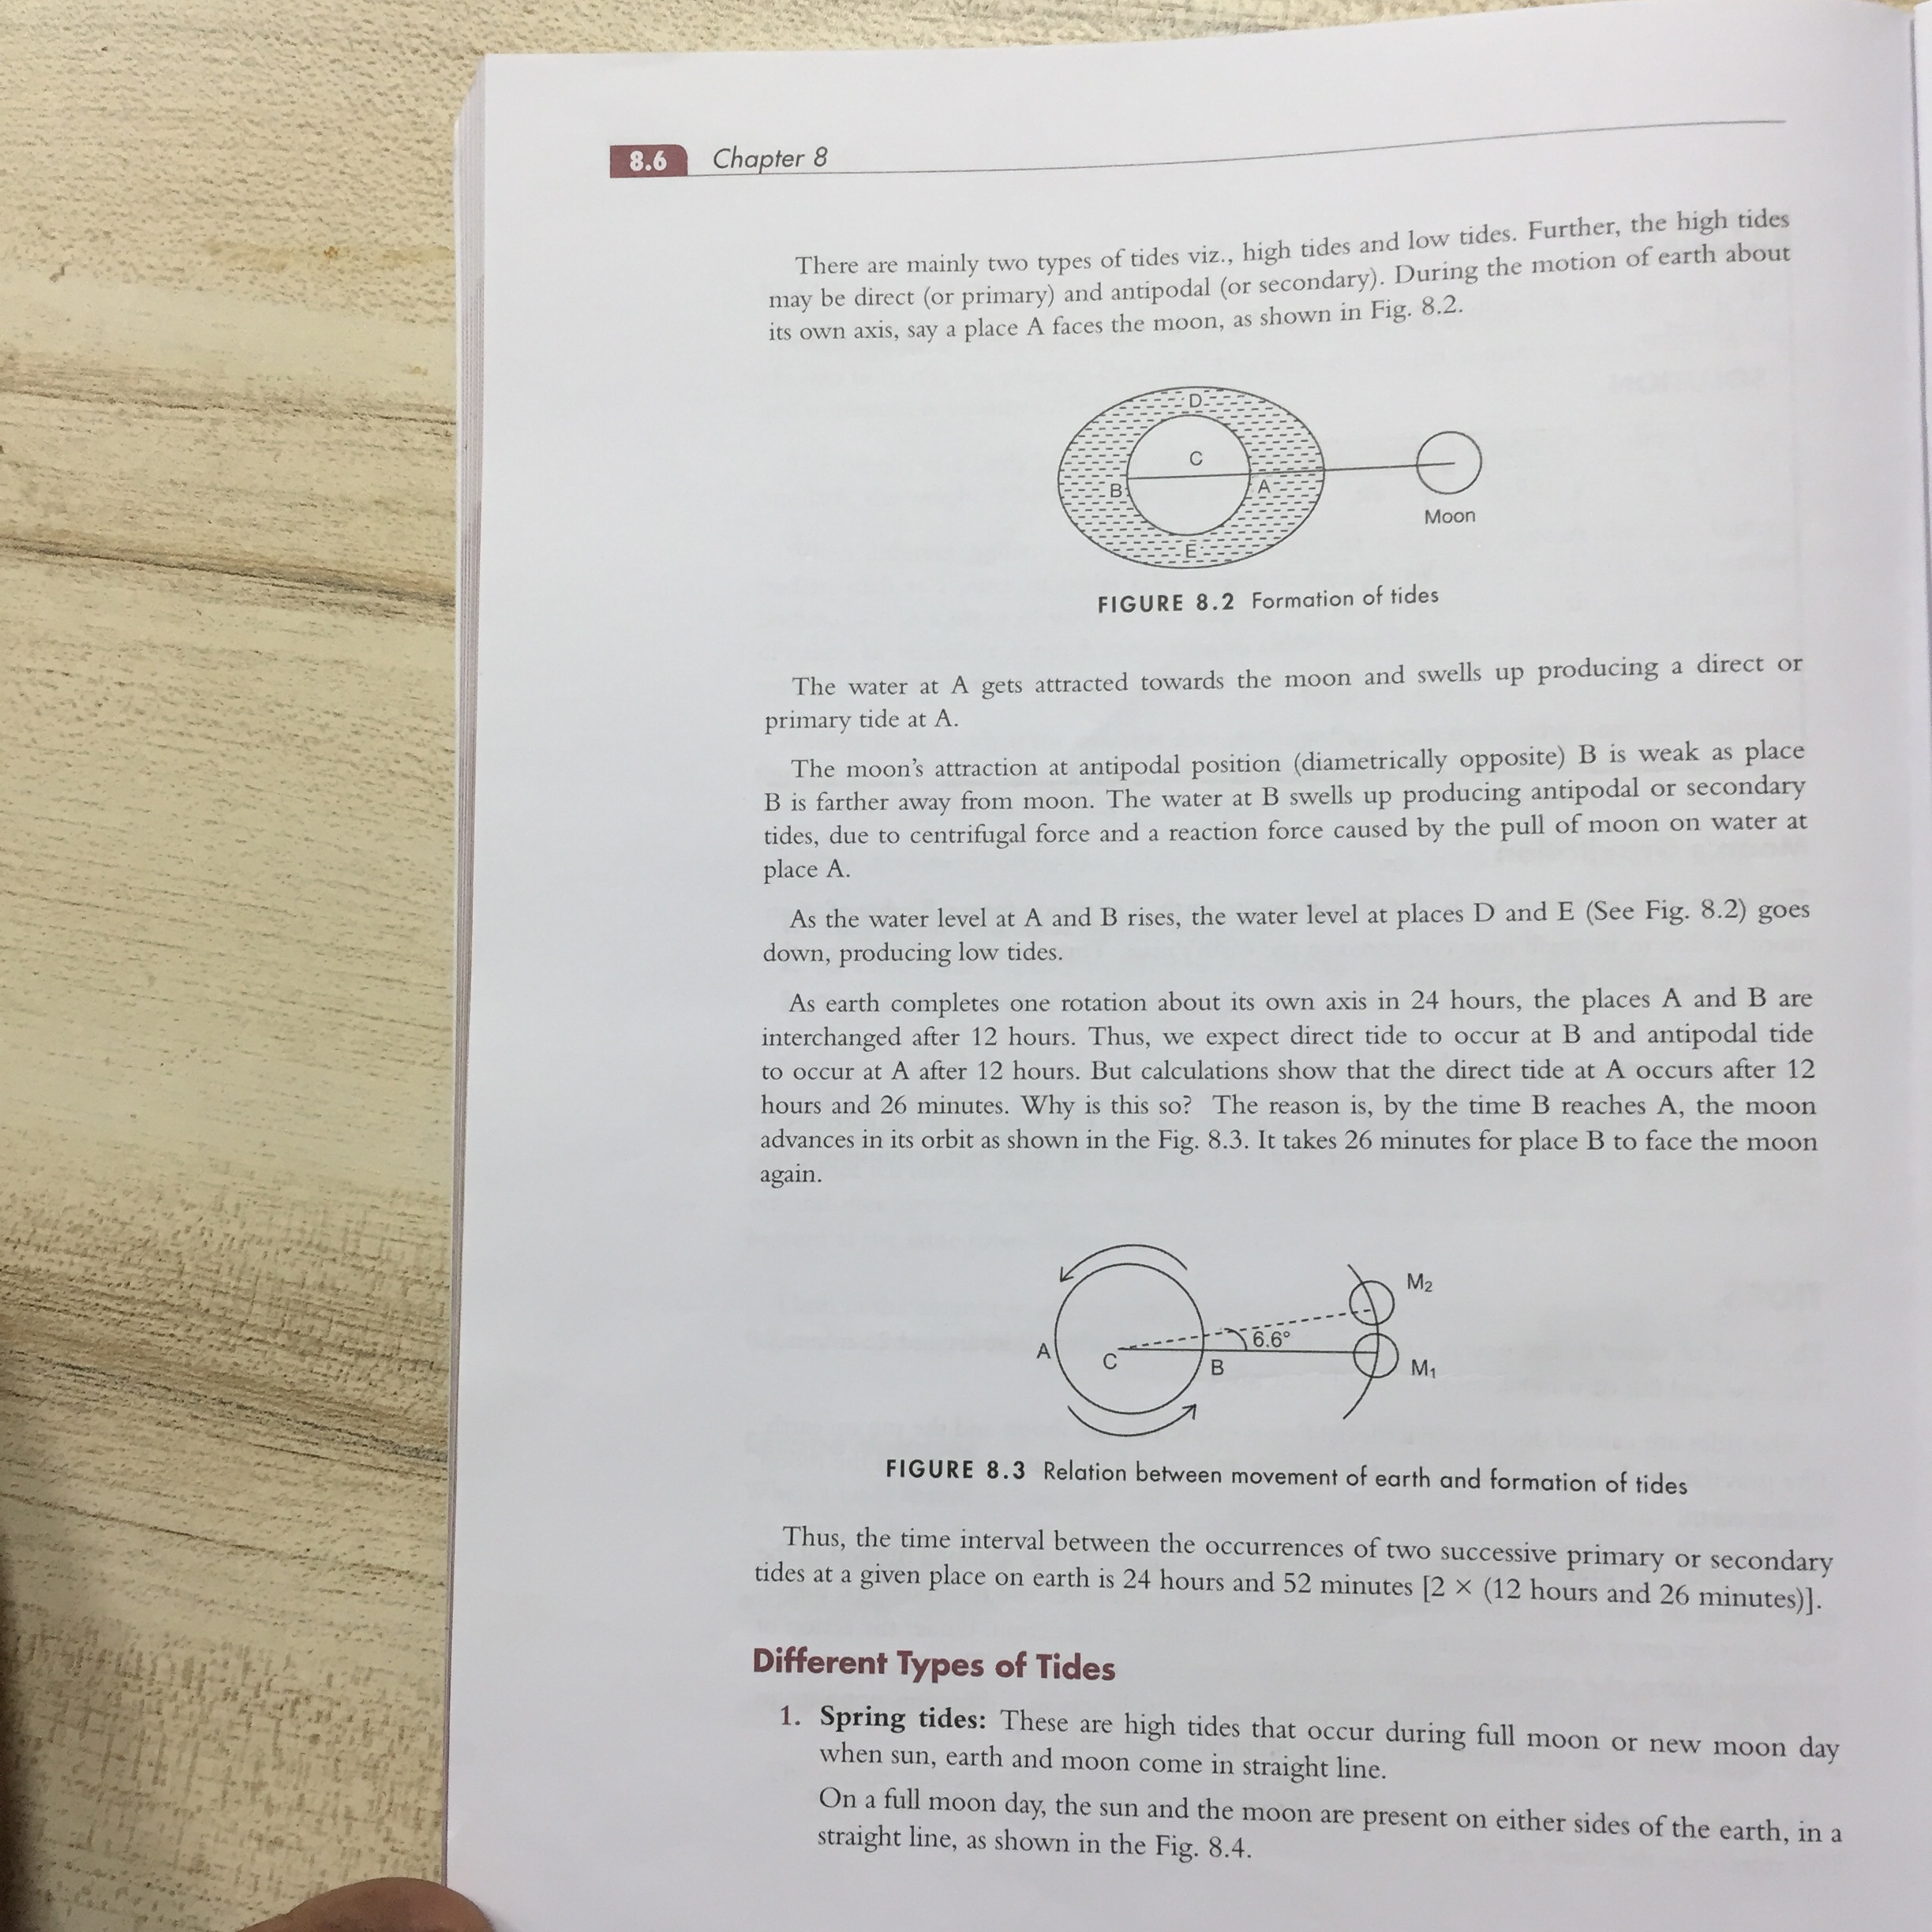 8.6 Chapter 8
There are mainly two types of tides viz., high tides and low tides. Further, the high tides
may be direct (or primary) and antipodal (or secondary). During the motion of earth about
its own axis, say a place A faces the moon, as shown in Fig. 8.2.
D
C
B
A
E
Moon
FIGURE 8.2 Formation of tides
The water at A gets attracted towards the moon and swells up producing a direct or
primary tide at A.
The moon’s attraction at antipodal position (diametrically opposite) B is weak as place
B is farther away from moon. The water at B swells up producing antipodal or secondary
tides, due to centrifugal force and a reaction force caused by the pull of moon on water at
place A.
As the water level at A and B rises, the water level at places D and E (See Fig. 8.2) goes
down, producing low tides.
As earth completes one rotation about its own axis in 24 hours, the places A and B are
interchanged after 12 hours. Thus, we expect direct tide to occur at B and antipodal tide
to occur at A after 12 hours. But calculations show that the direct tide at A occurs after 12
hours and 26 minutes. Why is this so? The reason is, by the time B reaches A, the moon
advances in its orbit as shown in the Fig. 8.3. It takes 26 minutes for place B to face the moon
again.
M₂
6.6°
A
C
B
M₁
FIGURE 8.3 Relation between movement of earth and formation of tides
Thus, the time interval between the occurrences of two successive primary or secondary
tides at a given place on earth is 24 hours and 52 minutes [2 × (12 hours and 26 minutes)].
Different Types of Tides
1. Spring tides: These are high tides that occur during full moon or new moon day
when sun, earth and moon come in straight line.
On a full moon day, the sun and the moon are present on either sides of the earth, in a
straight line, as shown in the Fig. 8.4.